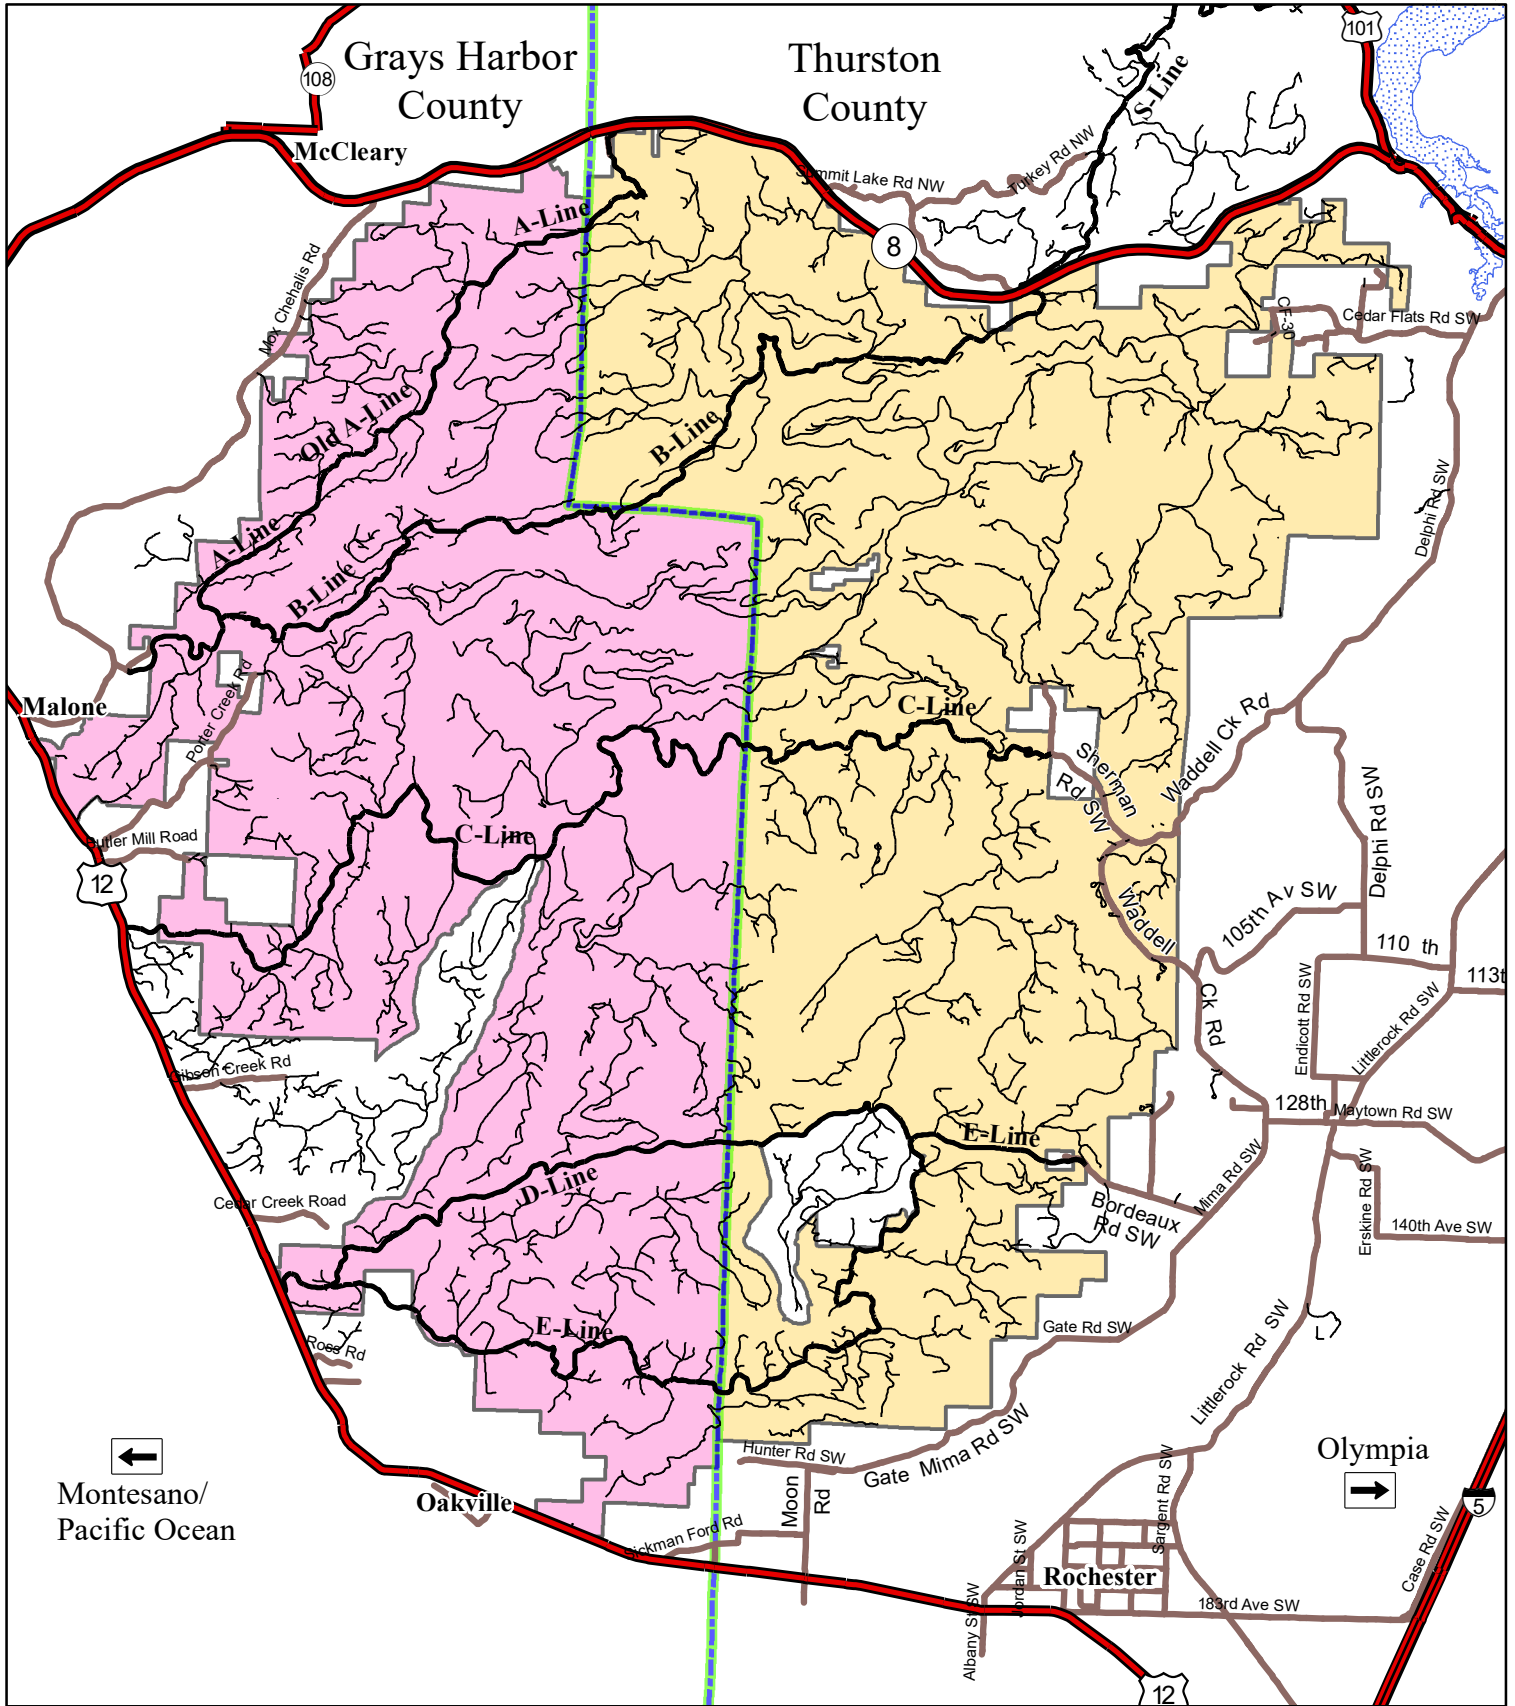 101
Grays Harbor
County
Thurston
County
108
S-Line
McCleary
Turkey Rd NW
Summit Lake Rd NW
A-Line
8
Mox Chehalis Rd
CF-30
Cedar Flats Rd SW
Old A-Line
B-Line
Delphi Rd SW
A-Line
B-Line
Malone
Porter Creek Rd
C-Line
Waddell Ck Rd
Sherman
Rd SW
Delphi Rd SW
C-Line
Butler Mill Road
12
Waddell
Ck Rd
105th Av SW
110 th
113t
Endicott Rd SW
Littlerock Rd SW
Gibson Creek Rd
128th
Maytown Rd SW
E-Line
D-Line
Cedar Creek Road
Mima Rd SW
Bordeaux
Rd SW
Erskine Rd SW
140th Ave SW
E-Line
Ross Rd
Gate Rd SW
Littlerock Rd SW
Montesano/
Pacific Ocean
Hunter Rd SW
Gate Mima Rd SW
Moon
Rd
Olympia
5
Oakville
Sickman Ford Rd
Sargent Rd SW
Case Rd SW
Jordan St SW
Rochester
183rd Ave SW
Albany St SW
12